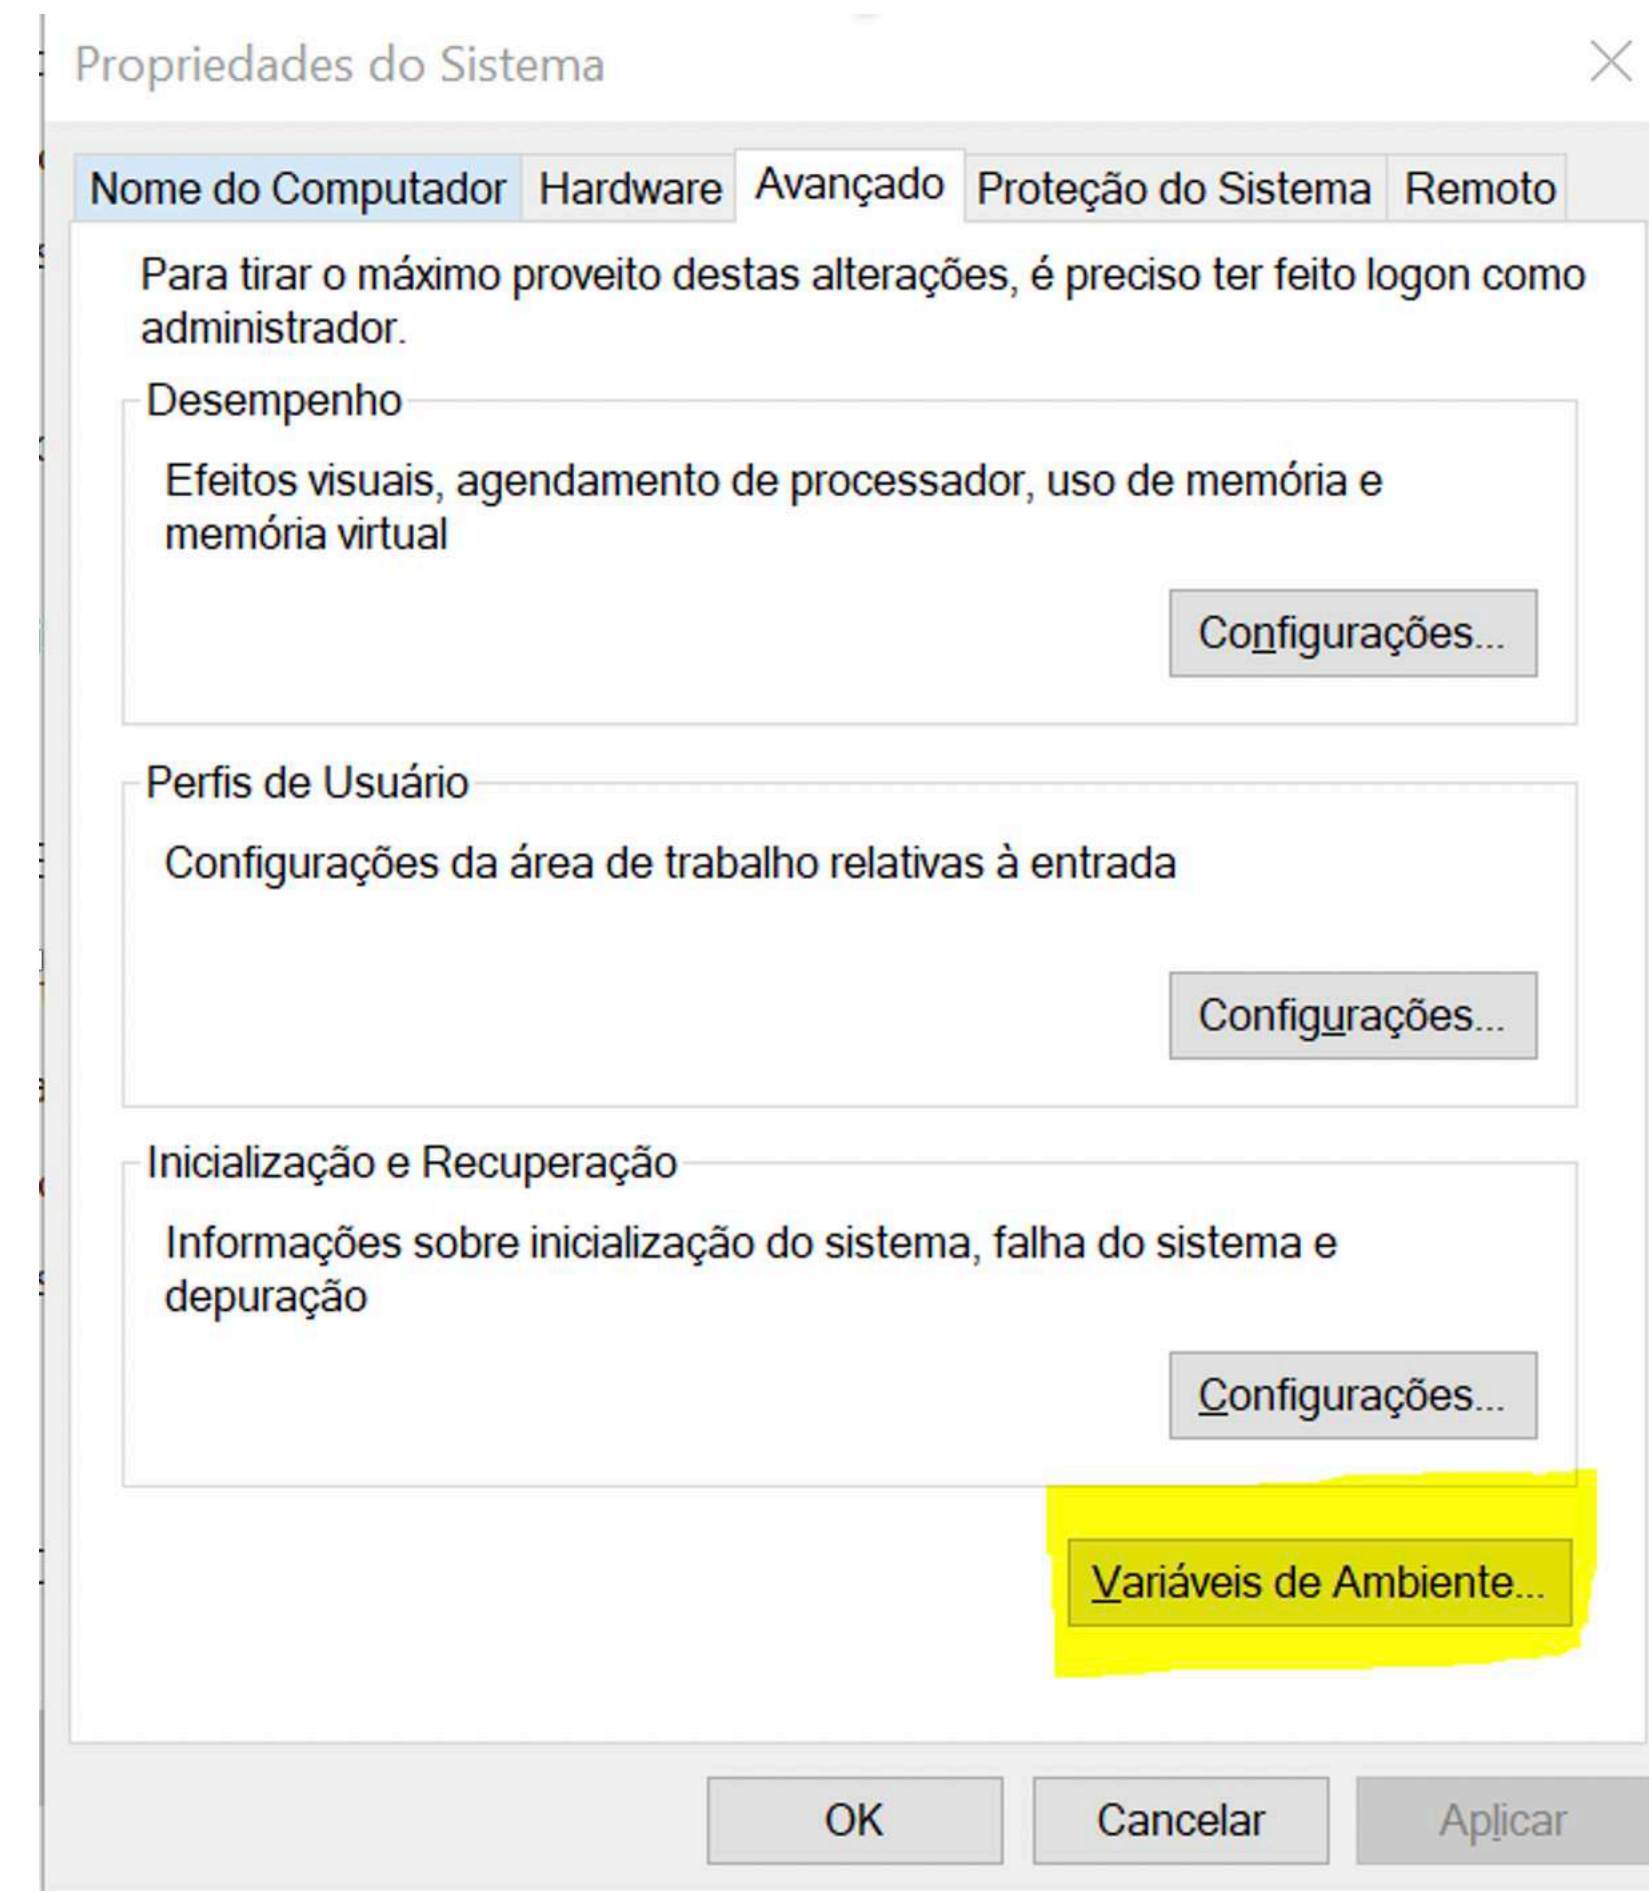 Propriedades do Sistema
Nome do Computador Hardware Avançado Proteção do Sistema Remoto
Para tirar o máximo proveito destas alterações, é preciso ter feito logon como
administrador.
Desempenho
Efeitos visuais, agendamento de processador, uso de memória e
memória virtual
Configurações...
Perfis de Usuário
Configurações da área de trabalho relativas à entrada
Configurações...
Inicialização e Recuperação
Informações sobre inicialização do sistema, falha do sistema e
depuração
Configurações...
Variáveis de Ambiente...
OK Cancelar Aplicar